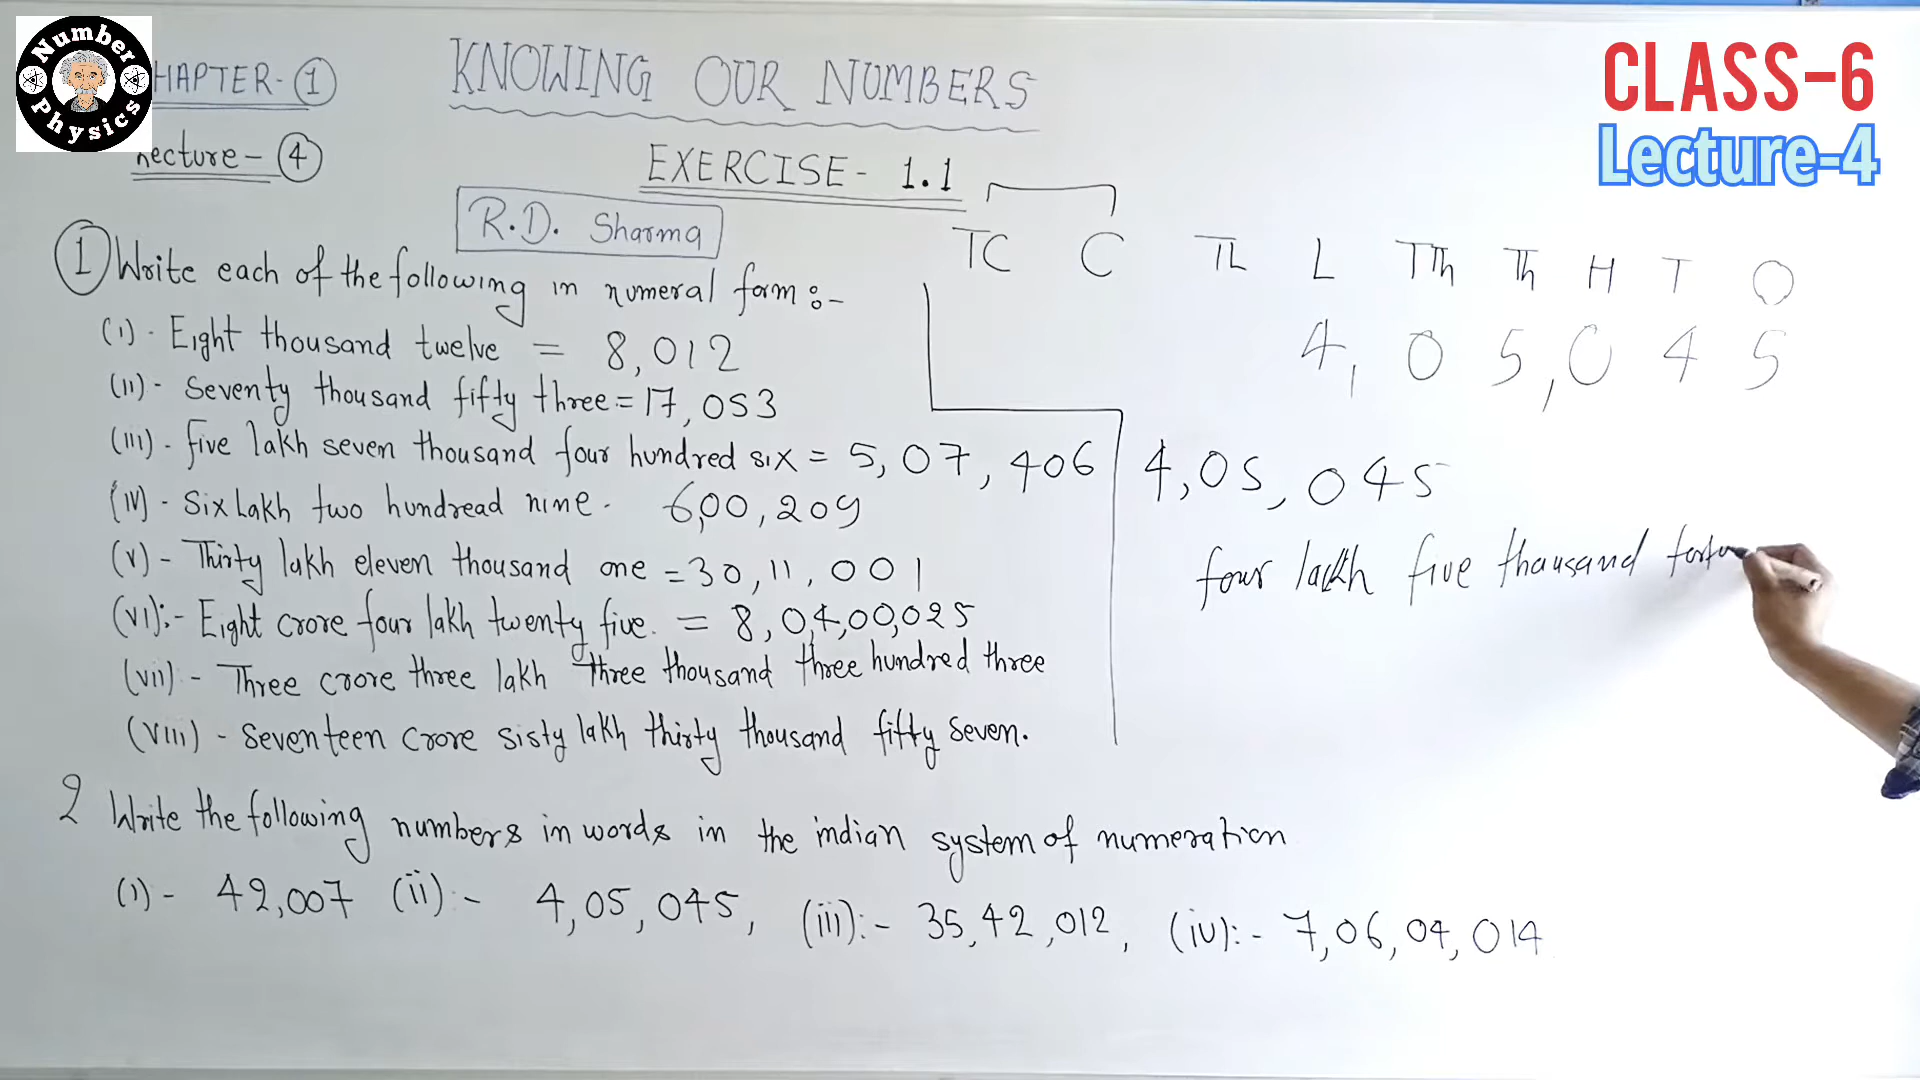 Number Physics
CLASS-6
Lecture-4
HAPTER- 1
KNOWING OUR NUMBERS
Lecture- 4
EXERCISE- 1.1
R.D. Sharma
TC C TL L TTh Th H T O
4, 0 5, 0 4 5
1 Write each of the following in numeral form :-
(i) - Eight thousand twelve = 8,012
(ii) - Seventy thousand fifty three = 17,053
(iii) - five lakh seven thousand four hundred six = 5,07,406
4,05,045
(iv) - Six Lakh two hundread nine - 6,00,209
four lackh five thousand
(v) - Thirty lakh eleven thousand one = 30,11,001
(vi):- Eight crore four lakh twenty five. = 8,04,00,025
(vii) - Three crore three lakh three thousand three hundred three
(viii) - Seventeen crore sisty lakh thirty thousand fifty seven.
2 Write the following numbers in words in the indian system of numeration
(i) - 42,007 (ii):- 4,05,045, (iii):- 35,42,012, (iv):- 7,06,04,014